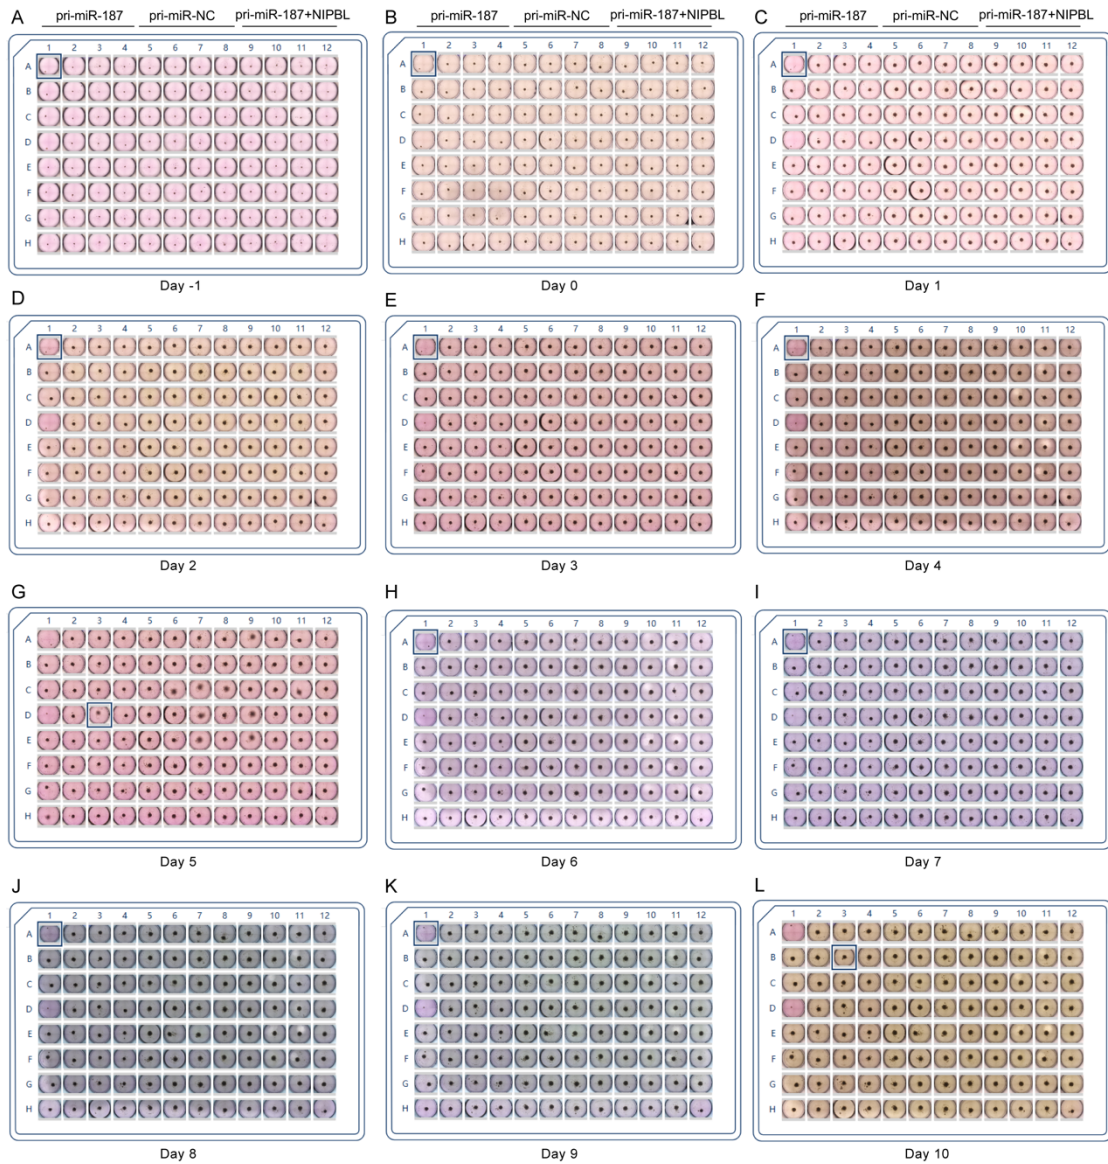 A pri-miR-187 pri-miR-NC pri-miR-187+NIPBL B pri-miR-187 pri-miR-NC pri-miR-187+NIPBL C pri-miR-187 pri-miR-NC pri-miR-187+NIPBL
1 2 3 4 5 6 7 8 9 10 11 12 1 2 3 4 5 6 7 8 9 10 11 12 1 2 3 4 5 6 7 8 9 10 11 12
A A A
B B B
C C C
D D D
E E E
F F F
G G G
H H H
Day -1 Day 0 Day 1
D E F
1 2 3 4 5 6 7 8 9 10 11 12 1 2 3 4 5 6 7 8 9 10 11 12 1 2 3 4 5 6 7 8 9 10 11 12
A A A
B B B
C C C
D D D
E E E
F F F
G G G
H H H
Day 2 Day 3 Day 4
G H I
1 2 3 4 5 6 7 8 9 10 11 12 1 2 3 4 5 6 7 8 9 10 11 12 1 2 3 4 5 6 7 8 9 10 11 12
A A A
B B B
C C C
D D D
E E E
F F F
G G G
H H H
Day 5 Day 6 Day 7
J K L
1 2 3 4 5 6 7 8 9 10 11 12 1 2 3 4 5 6 7 8 9 10 11 12 1 2 3 4 5 6 7 8 9 10 11 12
A A A
B B B
C C C
D D D
E E E
F F F
G G G
H H H
Day 8 Day 9 Day 10